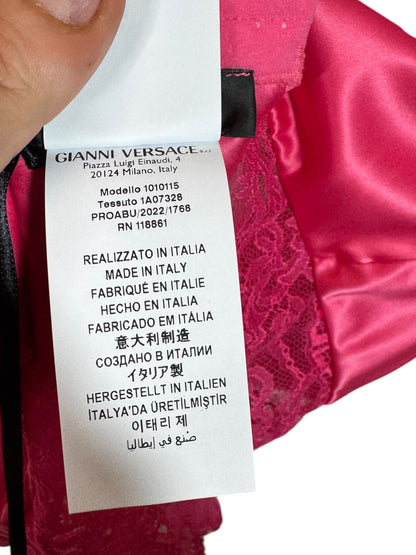 GIANNI VERSACE S.r.l.
Piazza Luigi Einaudi, 4
20124 Milano, Italy
Modello 1010115
Tessuto 1A07326
PROABU/2022/1768
RN 118861
REALIZZATO IN ITALIA
MADE IN ITALY
FABRIQUÉ EN ITALIE
HECHO EN ITALIA
FABRICADO EM ITÁLIA
意大利制造
СОЗДАНО В ИТАЛИИ
イタリア製
HERGESTELLT IN ITALIEN
İTALYA'DA ÜRETİLMİŞTİR
이태리 제
صنع في إيطاليا